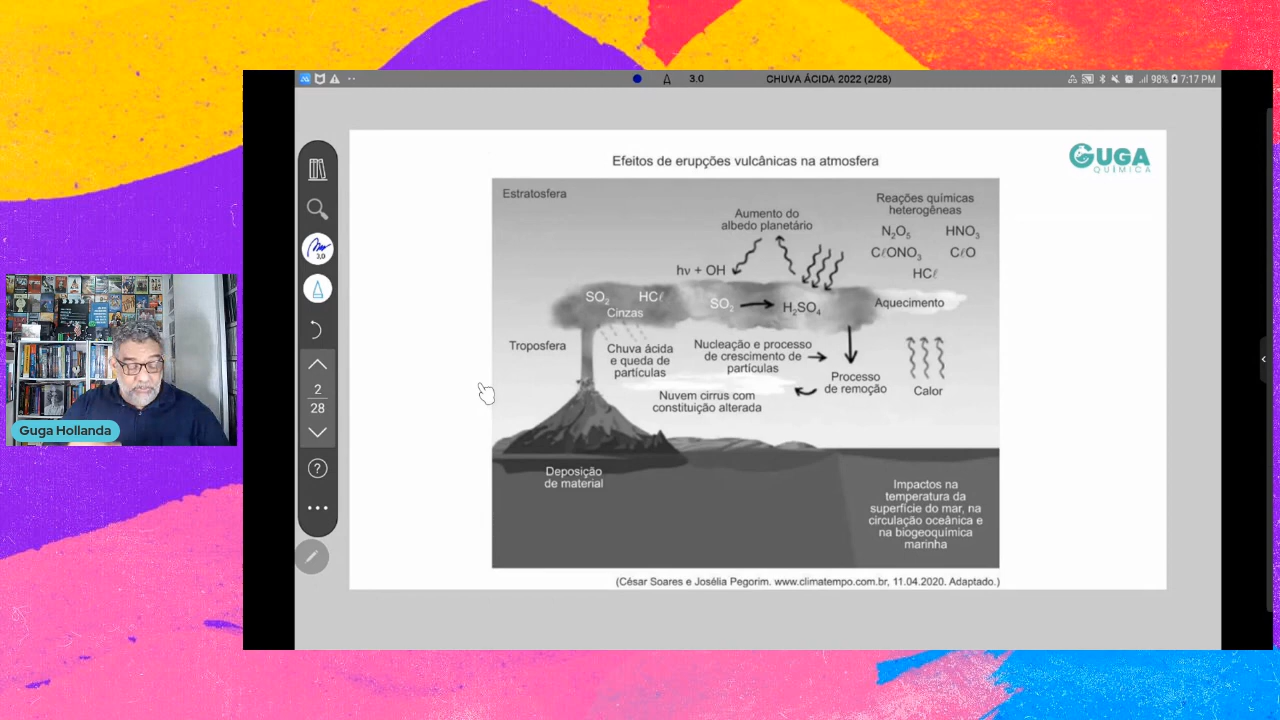 3.0
CHUVA ÁCIDA 2022 (2/28)
98%
7:17 PM
GUGA
QUÍMICA
Efeitos de erupções vulcânicas na atmosfera
Estratosfera
Aumento do
albedo planetário
Reações químicas
heterogêneas
N₂O₅ HNO₃
CℓONO₃ CℓO
HCℓ
hν + OH
SO₂ HCℓ
Cinzas
SO₂
H₂SO₄
Aquecimento
Troposfera
Chuva ácida
e queda de
partículas
Nucleação e processo
de crescimento de
partículas
Processo
de remoção
Calor
Nuvem cirrus com
constituição alterada
Deposição
de material
Impactos na
temperatura da
superfície do mar, na
circulação oceânica e
na biogeoquímica
marinha
(César Soares e Josélia Pegorim. www.climatempo.com.br, 11.04.2020. Adaptado.)
3,0
2
28
?
Guga Hollanda